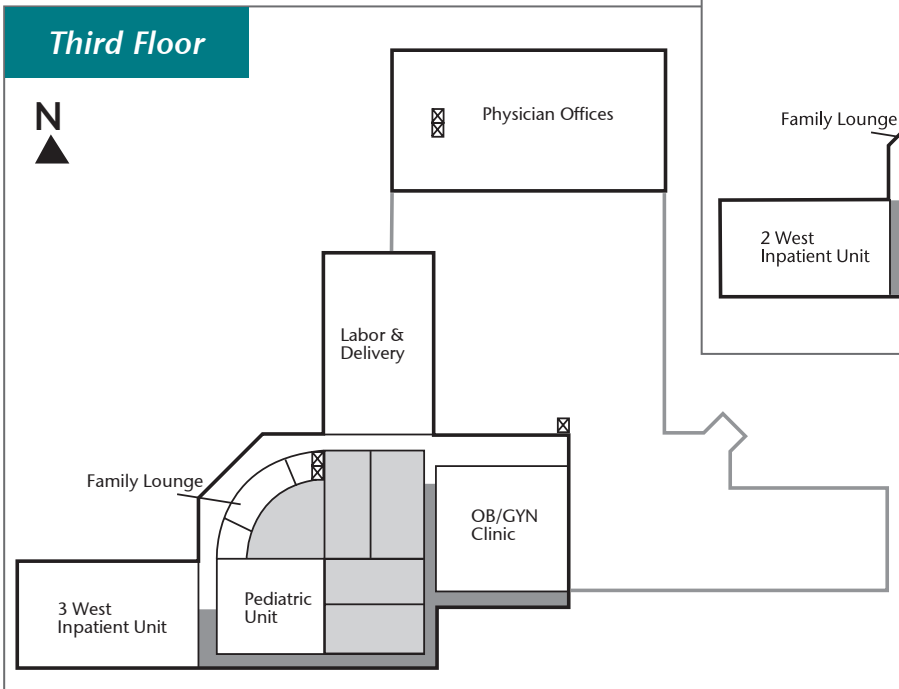 Third Floor
N
Physician Offices
Family Lounge
2 West
Inpatient Unit
Labor &
Delivery
Family Lounge
OB/GYN
Clinic
3 West
Inpatient Unit
Pediatric
Unit